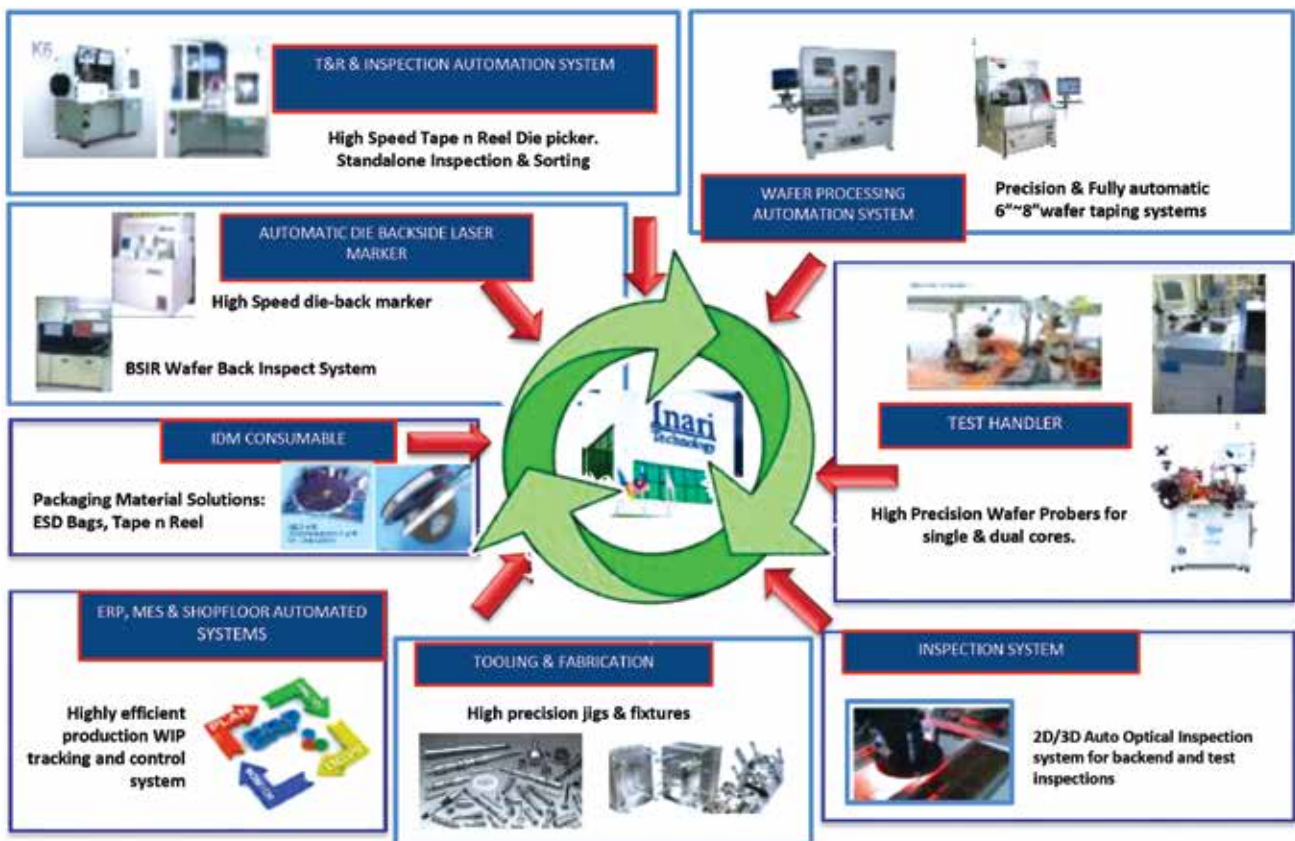 K6
T&R & INSPECTION AUTOMATION SYSTEM
High Speed Tape n Reel Die picker.
Standalone Inspection & Sorting
WAFER PROCESSING
AUTOMATION SYSTEM
Precision & Fully automatic
6"~8"wafer taping systems
AUTOMATIC DIE BACKSIDE LASER
MARKER
High Speed die-back marker
BSIR Wafer Back Inspect System
Inari
Technology
TEST HANDLER
High Precision Wafer Probers for
single & dual cores.
IDM CONSUMABLE
Packaging Material Solutions:
ESD Bags, Tape n Reel
ERP, MES & SHOPFLOOR AUTOMATED
SYSTEMS
Highly efficient
production WIP
tracking and control
system
PLAN
MONITOR
TOOLING & FABRICATION
High precision jigs & fixtures
INSPECTION SYSTEM
2D/3D Auto Optical Inspection
system for backend and test
inspections